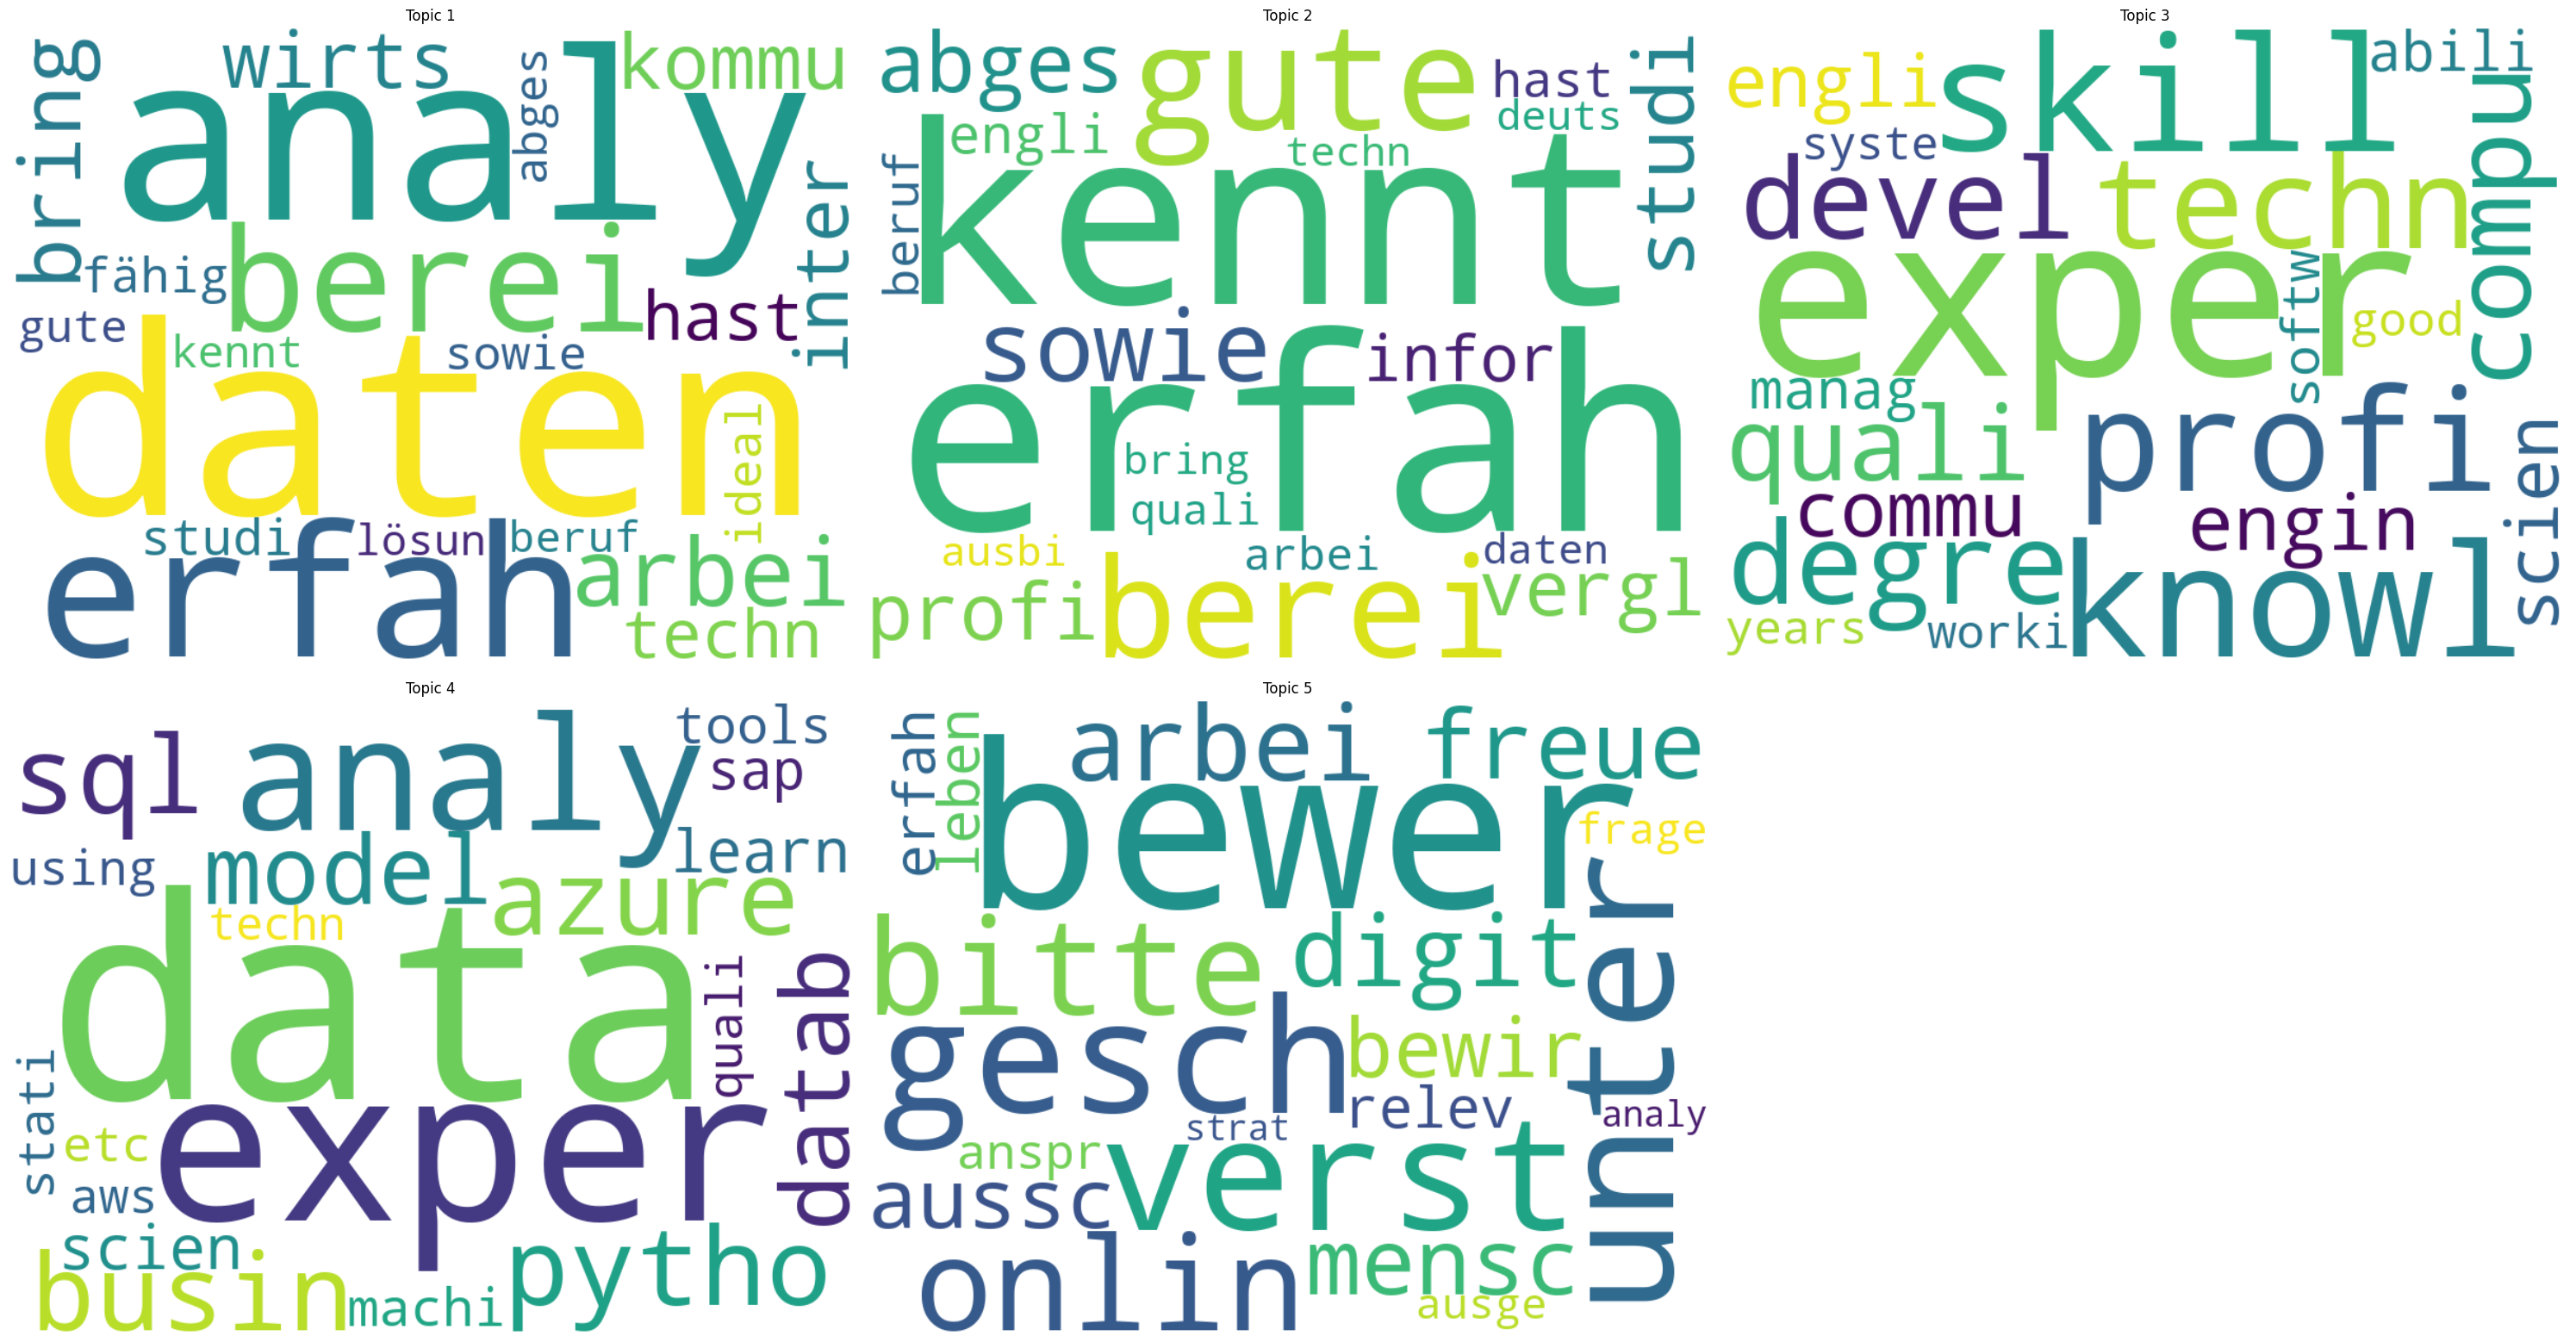 Topic 1
bring
wirts
analy
abges
kommu
inter
fähig
berei
hast
gute
kennt
sowie
daten
ideal
studi
lösun
beruf
erfah
arbei
techn
Topic 2
abges
gute
hast
deuts
studi
engli
techn
beruf
kennt
sowie
infor
erfah
bring
quali
ausbi
arbei
daten
profi
berei
vergl
Topic 3
engli
skill
abili
compu
syste
devel
techn
exper
softw
good
manag
quali
profi
scien
commu
engin
degre
knowl
years
worki
Topic 4
sql
analy
tools
sap
using
model
learn
techn
azure
data
quali
datab
stati
etc
exper
aws
scien
busin
machi
pytho
Topic 5
erfah
leben
arbei
freue
bewer
frage
unter
bitte
digit
gesch
bewir
relev
analy
strat
anspr
verst
aussc
onlin
mensc
ausge